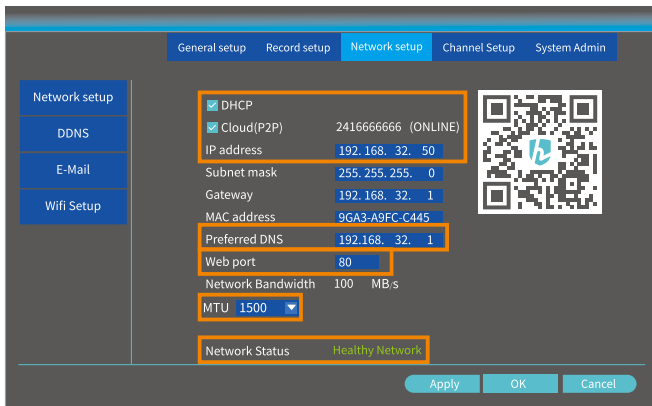 General setup Record setup Network setup Channel Setup System Admin
Network setup
DDNS
E-Mail
Wifi Setup
DHCP
Cloud(P2P) 2416666666 (ONLINE)
IP address 192. 168. 32. 50
Subnet mask 255. 255. 255. 0
Gateway 192. 168. 32. 1
MAC address 9GA3-A9FC-C445
Preferred DNS 192.168. 32. 1
Web port 80
Network Bandwidth 100 MB/s
MTU 1500
Network Status Healthy Network
Apply OK Cancel